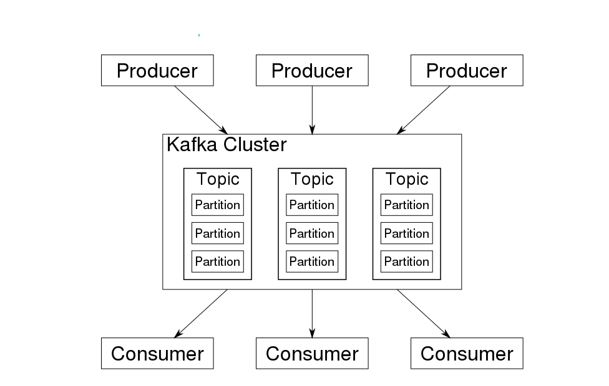 Producer Producer Producer
Kafka Cluster
Topic Topic Topic
Partition Partition Partition
Partition Partition Partition
Partition Partition Partition
Consumer Consumer Consumer